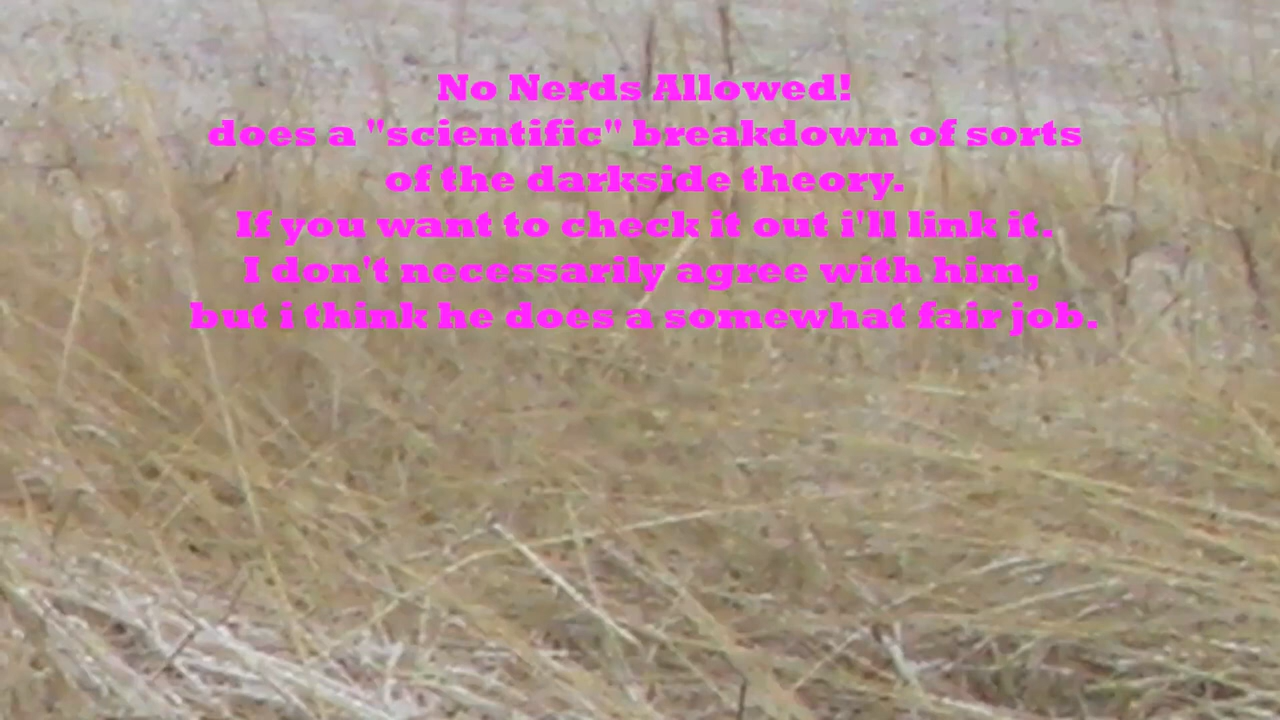 No Nerds Allowed!
does a "scientific" breakdown of sorts
of the darkside theory.
If you want to check it out i'll link it.
I don't necessarily agree with him,
but i think he does a somewhat fair job.